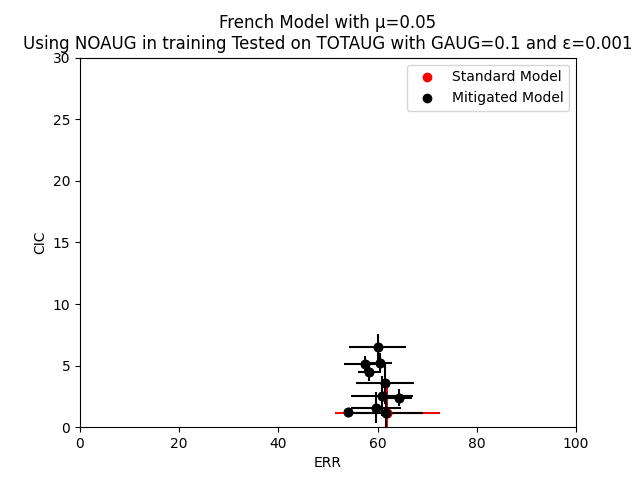 French Model with μ=0.05
Using NOAUG in training Tested on TOTAUG with GAUG=0.1 and ε=0.001
Standard Model
Mitigated Model
30
25
20
15
10
5
0
CIC
0 20 40 60 80 100
ERR